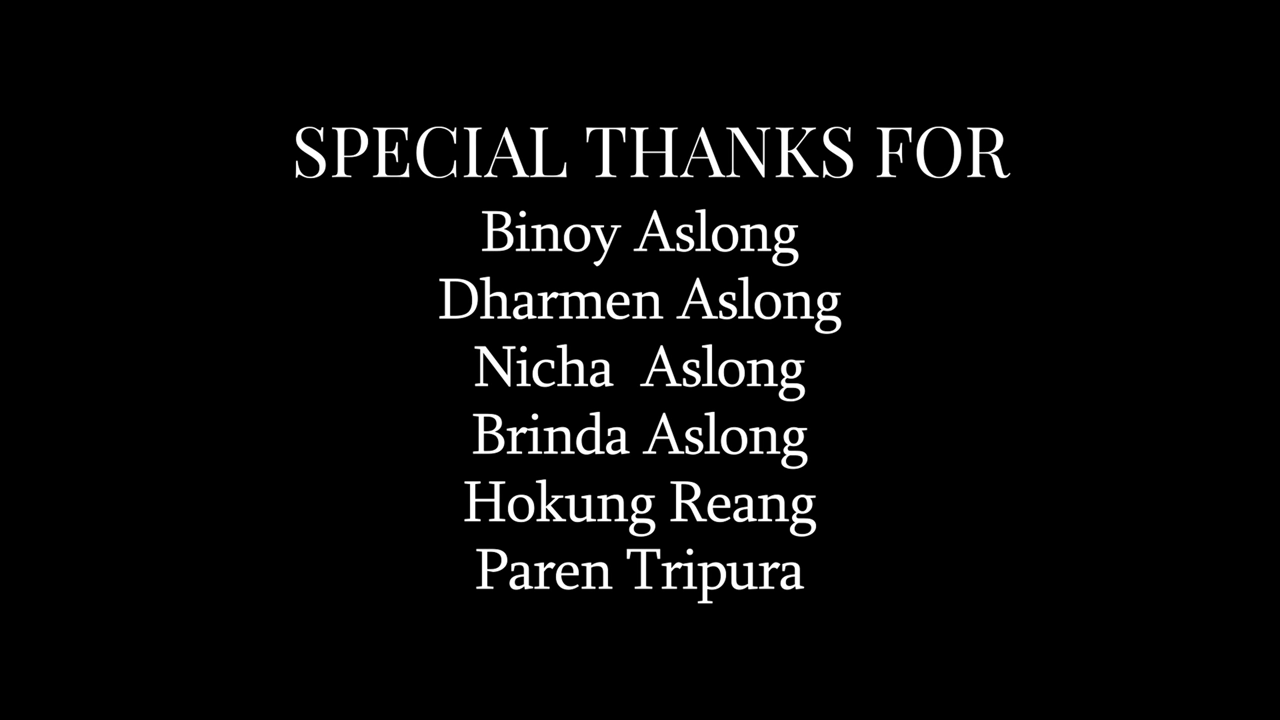 SPECIAL THANKS FOR
Binoy Aslong
Dharmen Aslong
Nicha  Aslong
Brinda Aslong
Hokung Reang
Paren Tripura